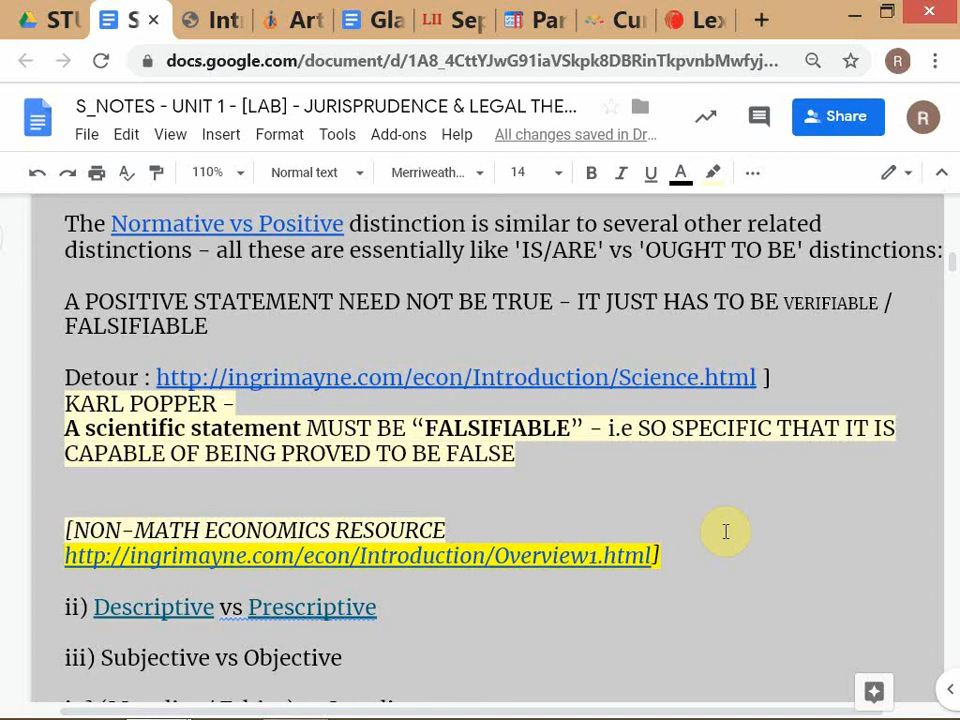 STU
S
Intr
Art
Gla
LII Sep
Par
Cur
Lex
docs.google.com/document/d/1A8_4CttYJwG91iaVSkpk8DBRinTkpvnbMwfyj...
R
S_NOTES - UNIT 1 - [LAB] - JURISPRUDENCE & LEGAL THE...
Share
R
File Edit View Insert Format Tools Add-ons Help All changes saved in Dr...
110% Normal text Merriweath... 14 B I U A
The Normative vs Positive distinction is similar to several other related
distinctions - all these are essentially like 'IS/ARE' vs 'OUGHT TO BE' distinctions:
A POSITIVE STATEMENT NEED NOT BE TRUE - IT JUST HAS TO BE VERIFIABLE /
FALSIFIABLE
Detour : http://ingrimayne.com/econ/Introduction/Science.html ]
KARL POPPER -
A scientific statement MUST BE “FALSIFIABLE” - i.e SO SPECIFIC THAT IT IS
CAPABLE OF BEING PROVED TO BE FALSE
[NON-MATH ECONOMICS RESOURCE
http://ingrimayne.com/econ/Introduction/Overview1.html]
ii) Descriptive vs Prescriptive
iii) Subjective vs Objective